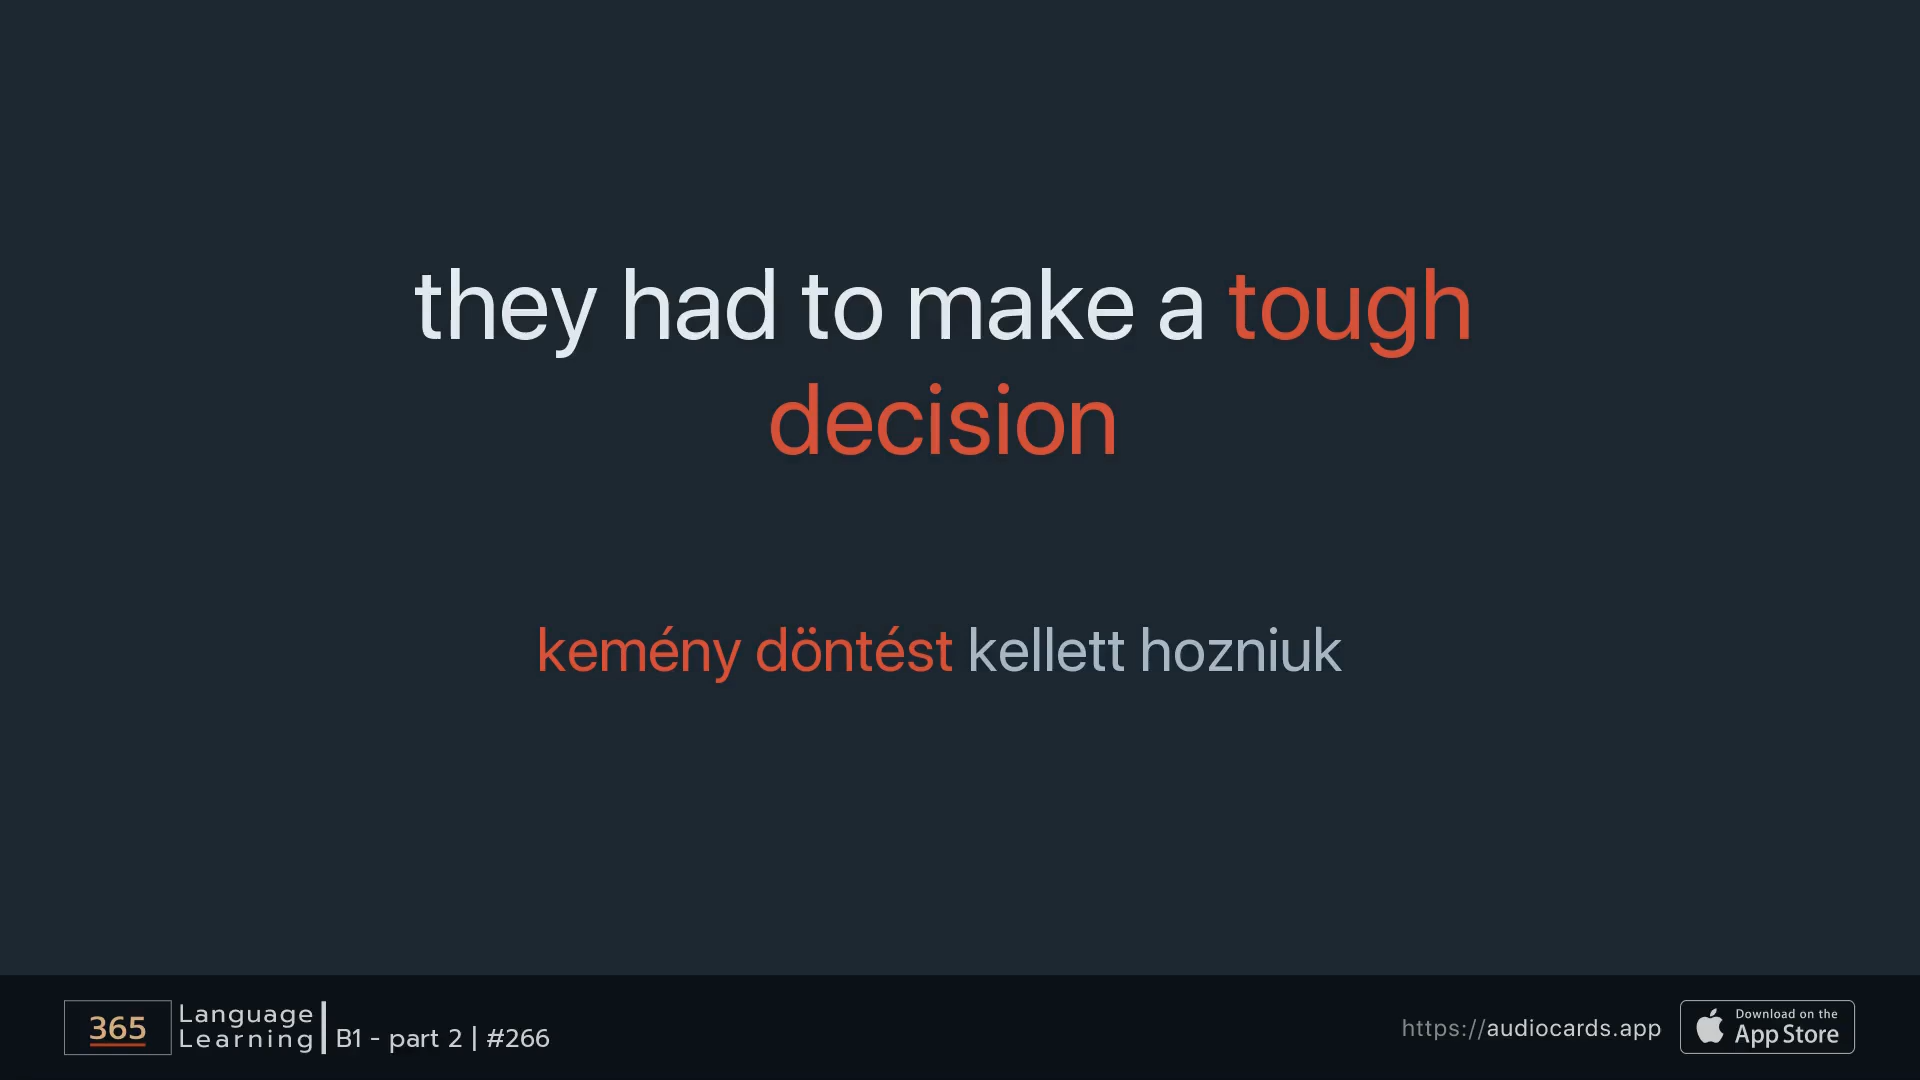 they had to make a tough
decision
kemény döntést kellett hozniuk
365
Language
Learning
B1 - part 2 | #266
https://audiocards.app
Download on the
App Store